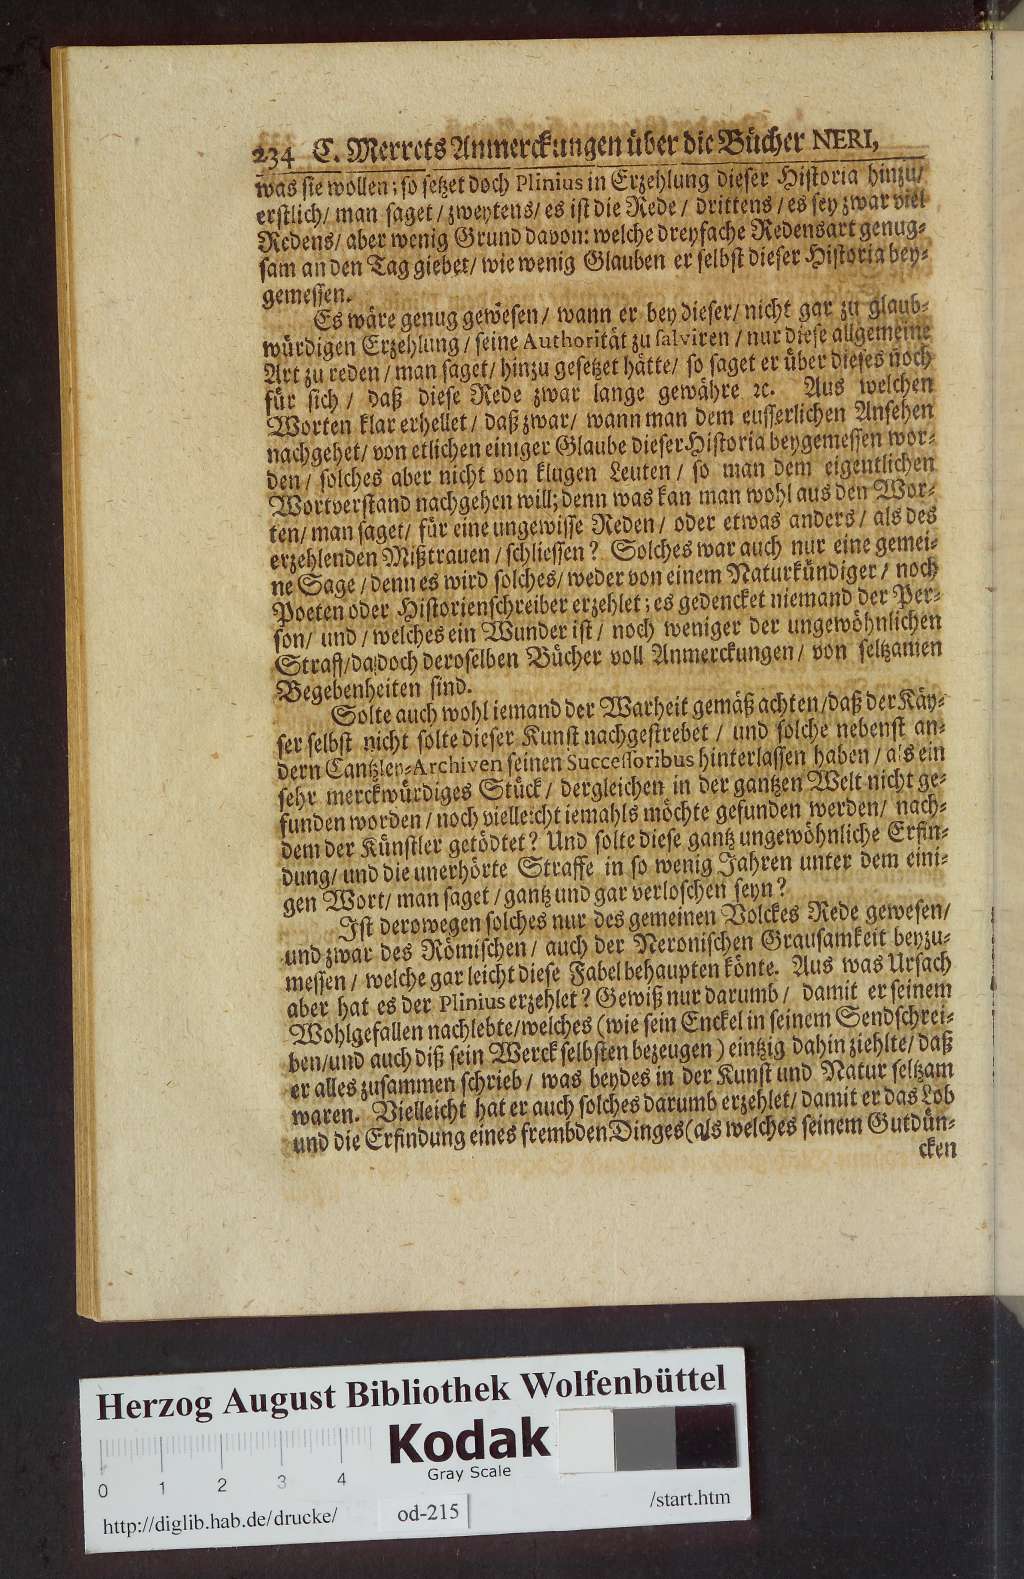 234 C. Merrets Anmerckungen über die Bücher NERI,
was sie wollen; so setzet doch Plinius in Erzehlung dieser Historia hinzu/
erstlich/ man saget/ zweytens/ es ist die Rede/ drittens/ es sey zwar viel
Redens/ aber wenig Grund davon: welche dreyfache Redensart genug-
sam an den Tag giebet/ wie wenig Glauben er selbst dieser Historia bey-
gemessen.
Es wäre genug gewesen/ wann er bey dieser/ nicht gar zu glaub-
würdigen Erzehlung/ seine Authorität zu salviren/ nur diese allgemeine
Art zu reden/ man saget/ hinzu gesetzet hätte/ so saget er über dieses noch
für sich/ daß diese Rede zwar lange gewähre ꝛc. Aus welchen
Worten klar erhellet/ daß zwar/ wann man dem eusserlichen Ansehen
nachgehet/ von etlichen einiger Glaube dieser Historia beygemessen wor-
den/ solches aber nicht von klugen Leuten/ so man dem eigentlichen
Wortverstand nachgehen will; denn was kan man wohl aus den Wor-
ten/ man saget/ für eine ungewisse Reden/ oder etwas anders/ als des
erzehlenden Mißtrauen/ schliessen? Solches war auch nur eine gemei-
ne Sage/ denn es wird solches/ weder von einem Naturkündiger/ noch
Poeten oder Historienschreiber erzehlet; es gedencket niemand der Per-
son/ und/ welches ein Wunder ist/ noch weniger der ungewöhnlichen
Straff/ da doch deroselben Bücher voll Anmerckungen/ von seltzamen
Begebenheiten sind.
Solte auch wohl iemand der Warheit gemäß achten/ daß der Käy-
ser selbst nicht solte dieser Kunst nachgestrebet/ und solche nebenst an-
dern Cantzley-Archiven seinen Successoribus hinterlassen haben/ als ein
sehr merckwürdiges Stück/ dergleichen in der gantzen Welt nicht ge-
funden worden/ noch vielleicht iemahls möchte gefunden werden/ nach-
dem der Künstler getödtet? Und solte diese gantz ungewöhnliche Erfin-
dung/ und die unerhörte Straffe in so wenig Jahren unter dem eini-
gen Wort/ man saget/ gantz und gar verloschen seyn?
Ist derowegen solches nur des gemeinen Volckes Rede gewesen/
und zwar des Römischen/ auch der Neronischen Grausamkeit beyzu-
messen/ welche gar leicht diese Fabel behaupten könte. Aus was Ursach
aber hat es der Plinius erzehlet? Gewiß nur darumb/ damit er seinem
Wohlgefallen nachlebte/ welches (wie sein Enckel in seinem Sendschrei-
ben/ und auch diß sein Werck selbsten bezeugen) eintzig dahin ziehlte/ daß
er alles zusammen schrieb/ was beydes in der Kunst und Natur seltzam
waren. Vielleicht hat er auch solches darumb erzehlet/ damit er das Lob
und die Erfindung eines frembden Dinges (als welches seinem Gutdün-
cken
Herzog August Bibliothek Wolfenbüttel
Kodak
Gray Scale
0 1 2 3 4
http://diglib.hab.de/drucke/ od-215 /start.htm